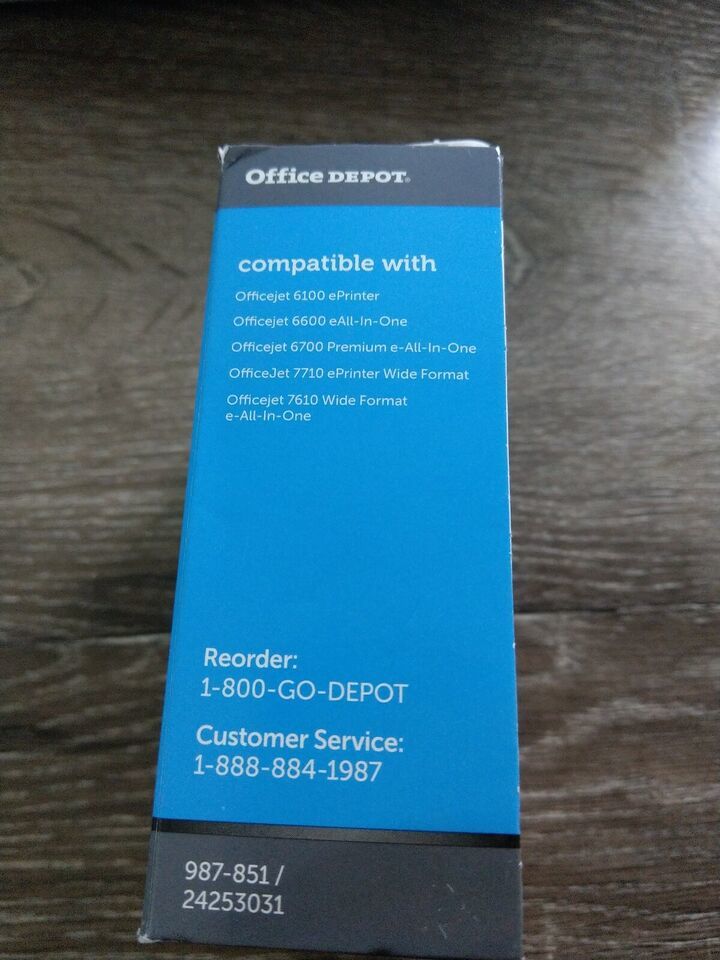 Office DEPOT®
compatible with
Officejet 6100 ePrinter
Officejet 6600 eAll-In-One
Officejet 6700 Premium e-All-In-One
OfficeJet 7710 ePrinter Wide Format
Officejet 7610 Wide Format
e-All-In-One
Reorder:
1-800-GO-DEPOT
Customer Service:
1-888-884-1987
987-851 /
24253031